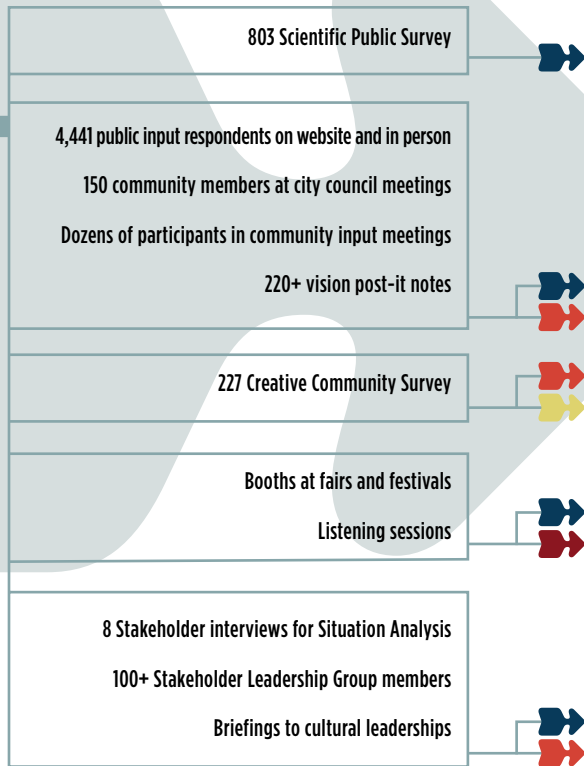 803 Scientific Public Survey
4,441 public input respondents on website and in person
150 community members at city council meetings
Dozens of participants in community input meetings
220+ vision post-it notes
227 Creative Community Survey
Booths at fairs and festivals
Listening sessions
8 Stakeholder interviews for Situation Analysis
100+ Stakeholder Leadership Group members
Briefings to cultural leaderships